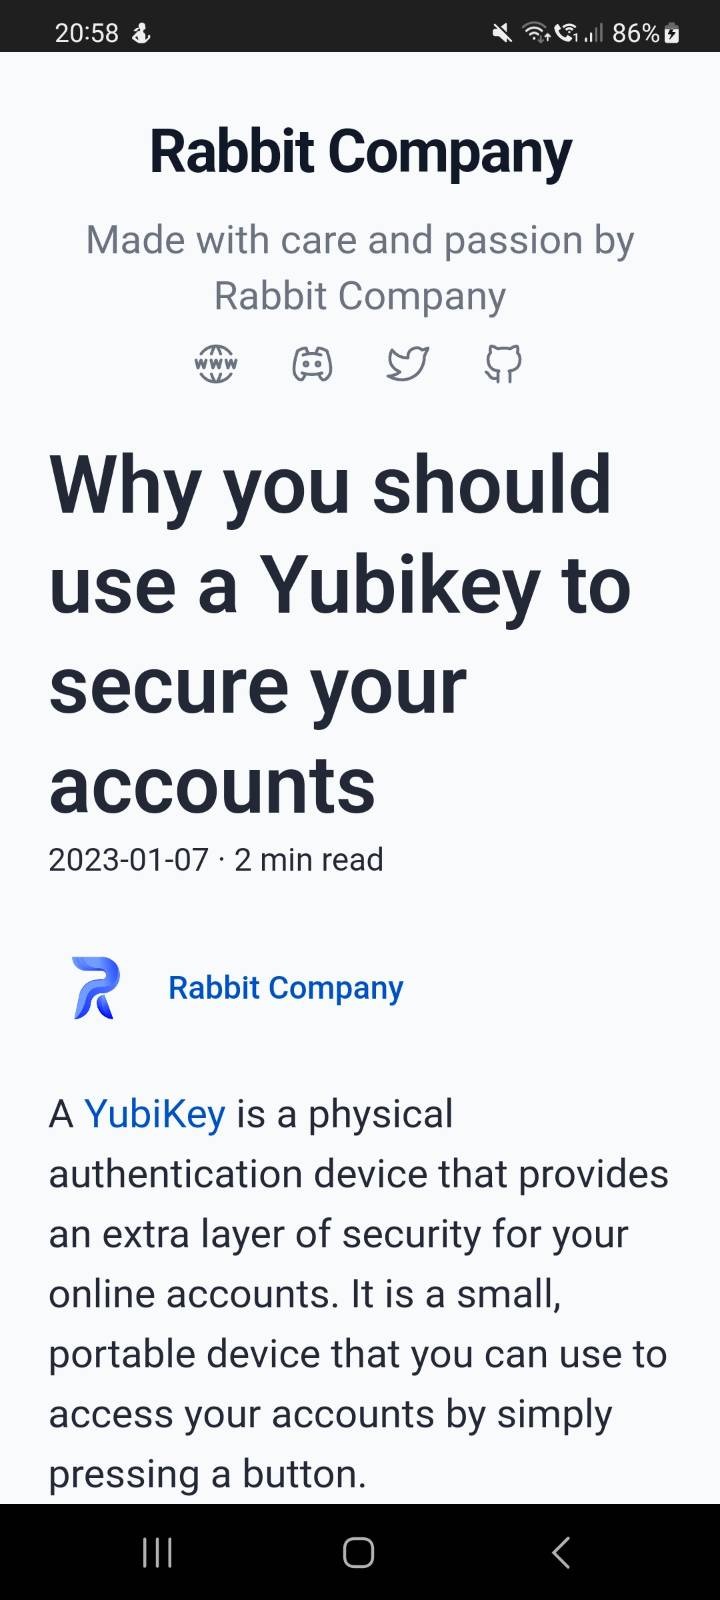 20:58
86%
Rabbit Company
Made with care and passion by
Rabbit Company
WWW
Why you should
use a Yubikey to
secure your
accounts
2023-01-07 · 2 min read
Rabbit Company
A YubiKey is a physical
authentication device that provides
an extra layer of security for your
online accounts. It is a small,
portable device that you can use to
access your accounts by simply
pressing a button.